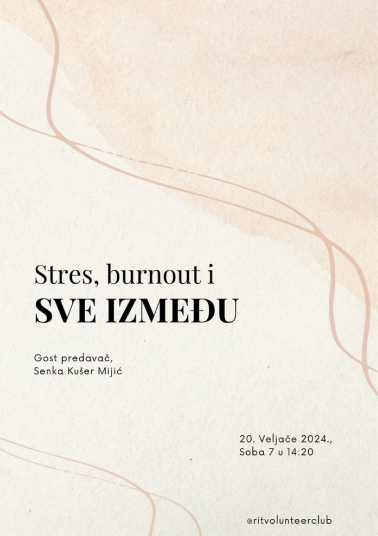 Stres, burnout i
SVE IZMEĐU
Gost predavač,
Senka Kušer Mijić
20. Veljače 2024.,
Soba 7 u 14:20
@ritvolunteerclub